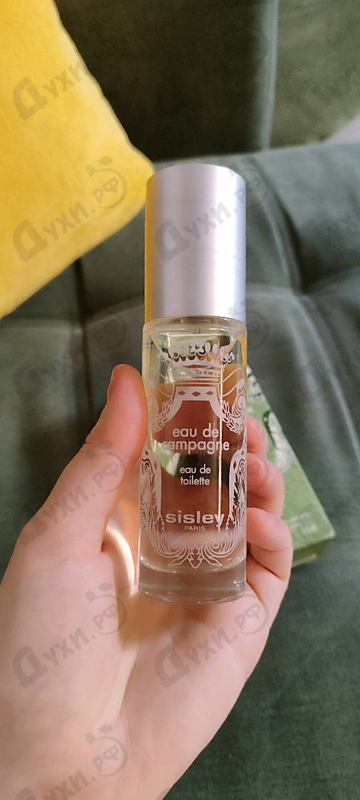 eau de
campagne
eau de
toilette
sisley
PARIS
Духи.РФ